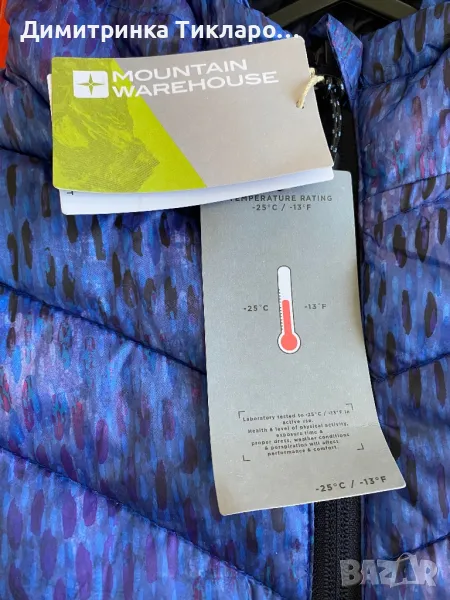 Димитринка Тикларо...
MOUNTAIN
WAREHOUSE
TEMPERATURE RATING
-25°C / -13°F
-25°C
-13°F
Laboratory tested to -25°C / -13°F in
active use.
Health & level of physical activity,
exposure time &
proper dress, weather conditions
& perspiration will affect
performance & comfort.
-25°C / -13°F
BAZAR